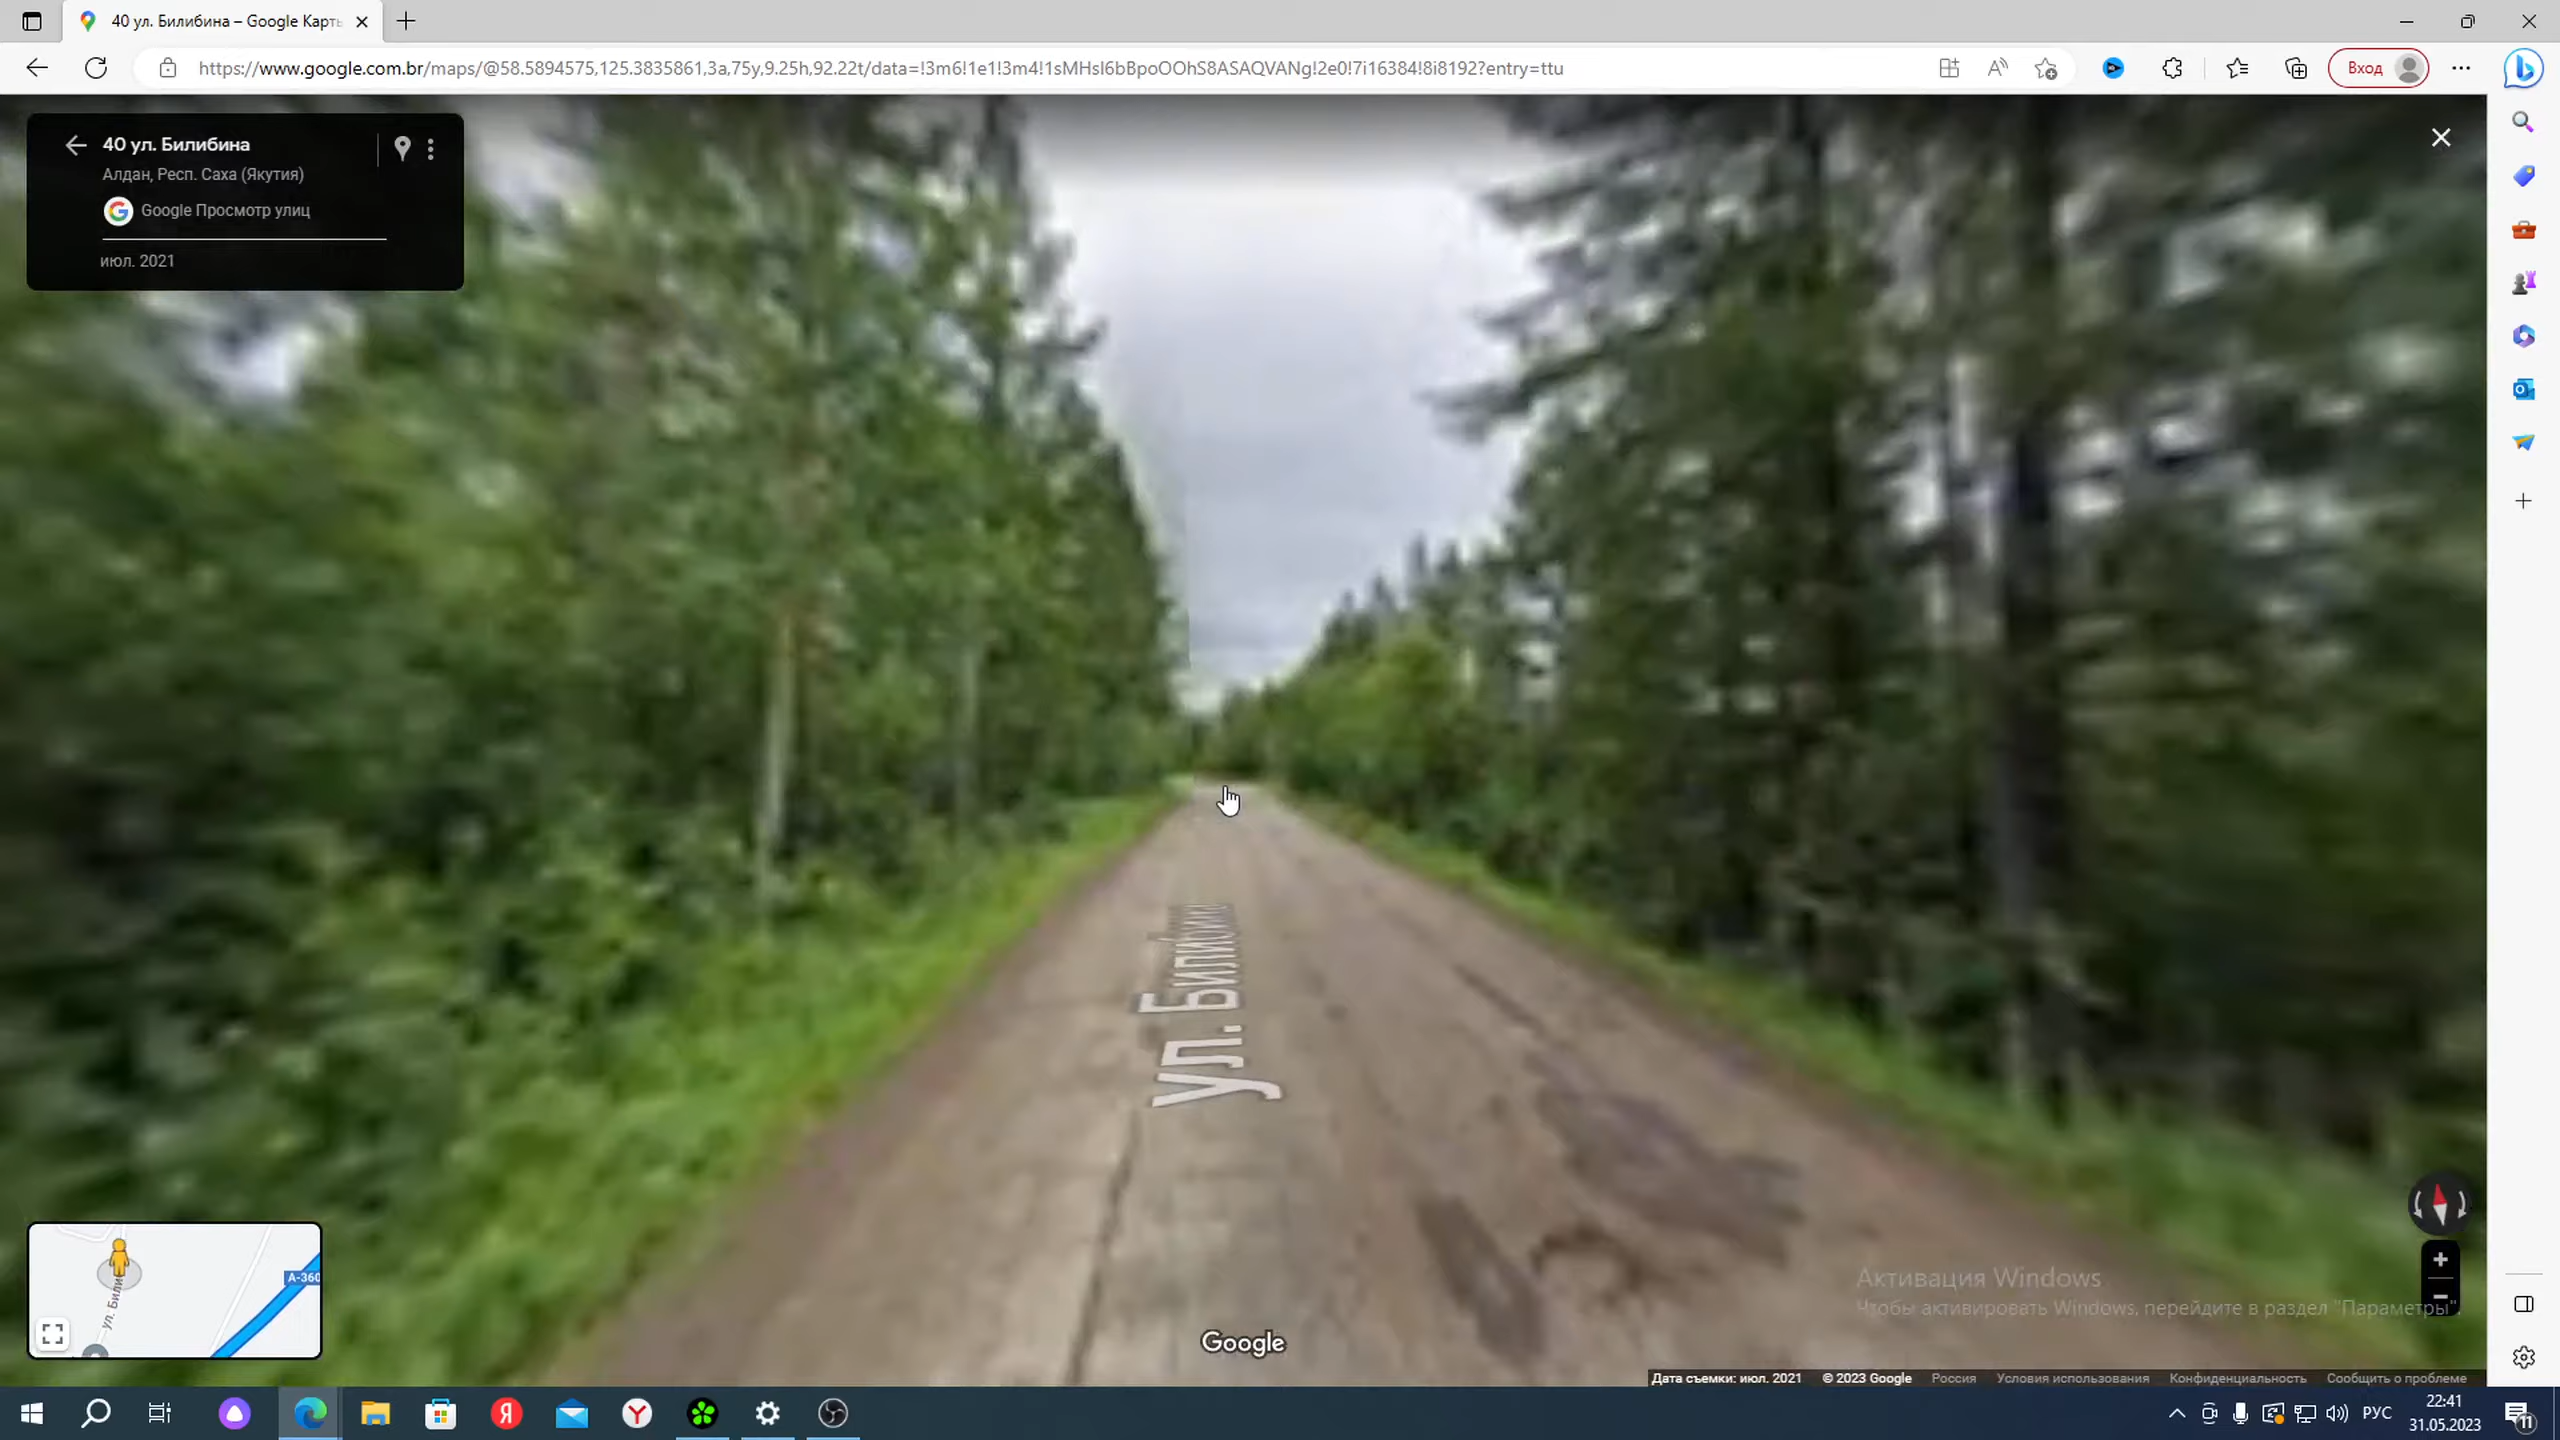 40 ул. Билибина – Google Карты
https://www.google.com.br/maps/@58.5894575,125.3835861,3a,75y,9.25h,92.22t/data=!3m6!1e1!3m4!1sMHsI6bBpoOOhS8ASAQVANg!2e0!7i16384!8i8192?entry=ttu
Вход
40 ул. Билибина
Алдан, Респ. Саха (Якутия)
Google Просмотр улиц
июл. 2021
ул. Билибина
A-360
ул. Били
Google
Активация Windows
Чтобы активировать Windows, перейдите в раздел "Параметры".
Дата съемки: июл. 2021 © 2023 Google Россия Условия использования Конфиденциальность Сообщить о проблеме
РУС
22:41
31.05.2023
11